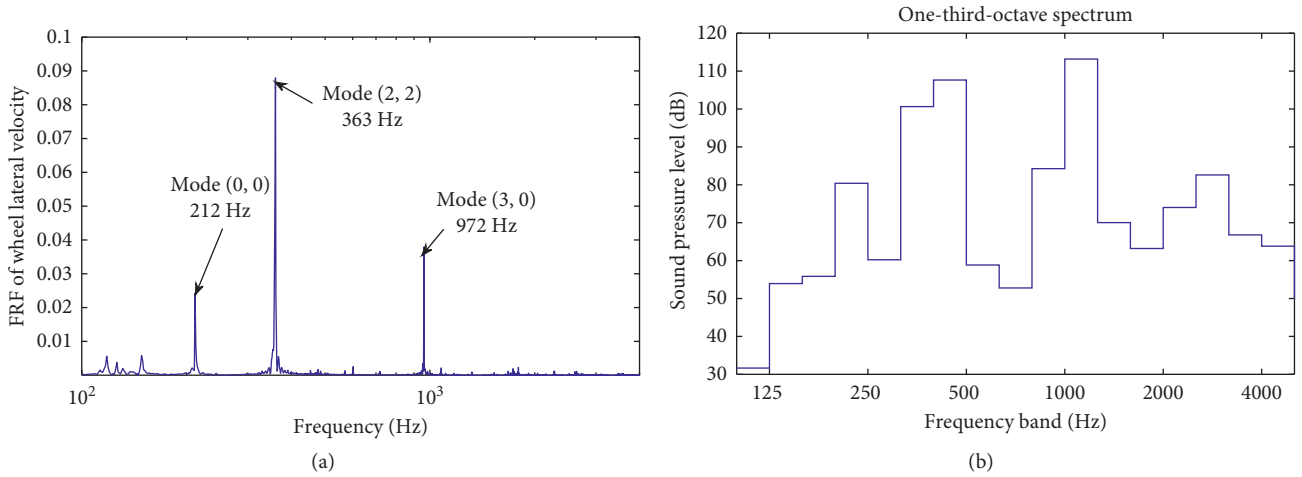 0.1
0.09
0.08
0.07
0.06
0.05
0.04
0.03
0.02
0.01
FRF of wheel lateral velocity
Mode (2, 2)
363 Hz
Mode (0, 0)
212 Hz
Mode (3, 0)
972 Hz
10²
10³
Frequency (Hz)
(a)
One-third-octave spectrum
120
110
100
90
80
70
60
50
40
30
Sound pressure level (dB)
125
250
500
1000
2000
4000
Frequency band (Hz)
(b)